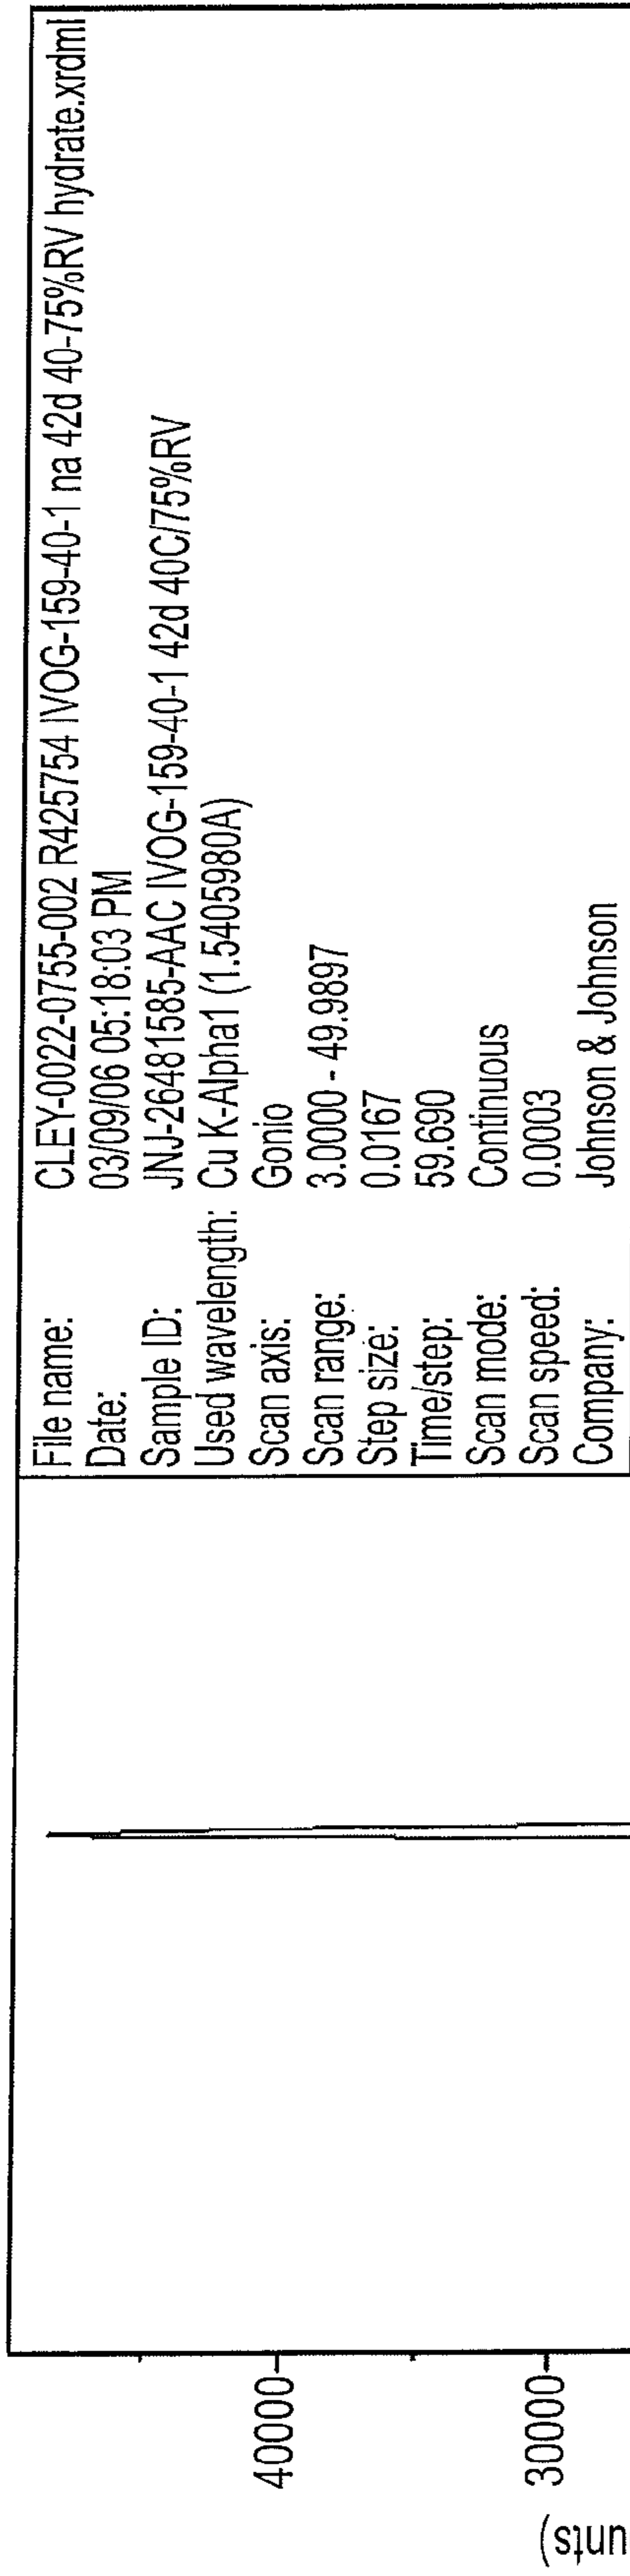 File name: CLEY-0022-0755-002 R425754 IVOG-159-40-1 na 42d 40-75%RV hydrate.xrdml
Date: 03/09/06 05:18:03 PM
Sample ID: JNJ-26481585-AAC IVOG-159-40-1 42d 40C/75%RV
Used wavelength: Cu K-Alpha1 (1.5405980A)
Scan axis: Gonio
Scan range: 3.0000 - 49.9897
Step size: 0.0167
Time/step: 59.690
Scan mode: Continuous
Scan speed: 0.0003
Company: Johnson & Johnson
40000
30000
unts)